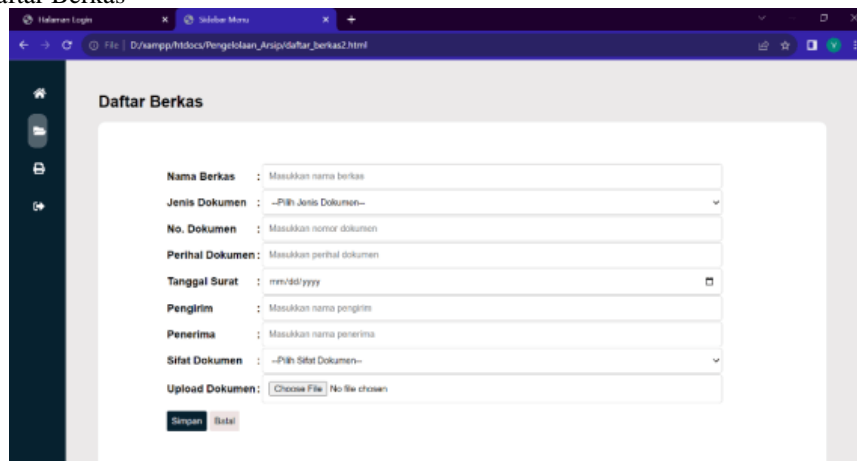 aftar Berkas
Halaman Login
Sidebar Menu
File D:/xampp/htdocs/Pengelolaan_Arsip/daftar_berkas2.html
Daftar Berkas
Nama Berkas : Masukkan nama berkas
Jenis Dokumen : --Pilih Jenis Dokumen--
No. Dokumen : Masukkan nomor dokumen
Perihal Dokumen : Masukkan perihal dokumen
Tanggal Surat : mm/dd/yyyy
Pengirim : Masukkan nama pengirim
Penerima : Masukkan nama penerima
Sifat Dokumen : --Pilih Sifat Dokumen--
Upload Dokumen : Choose File No file chosen
Simpan Batal